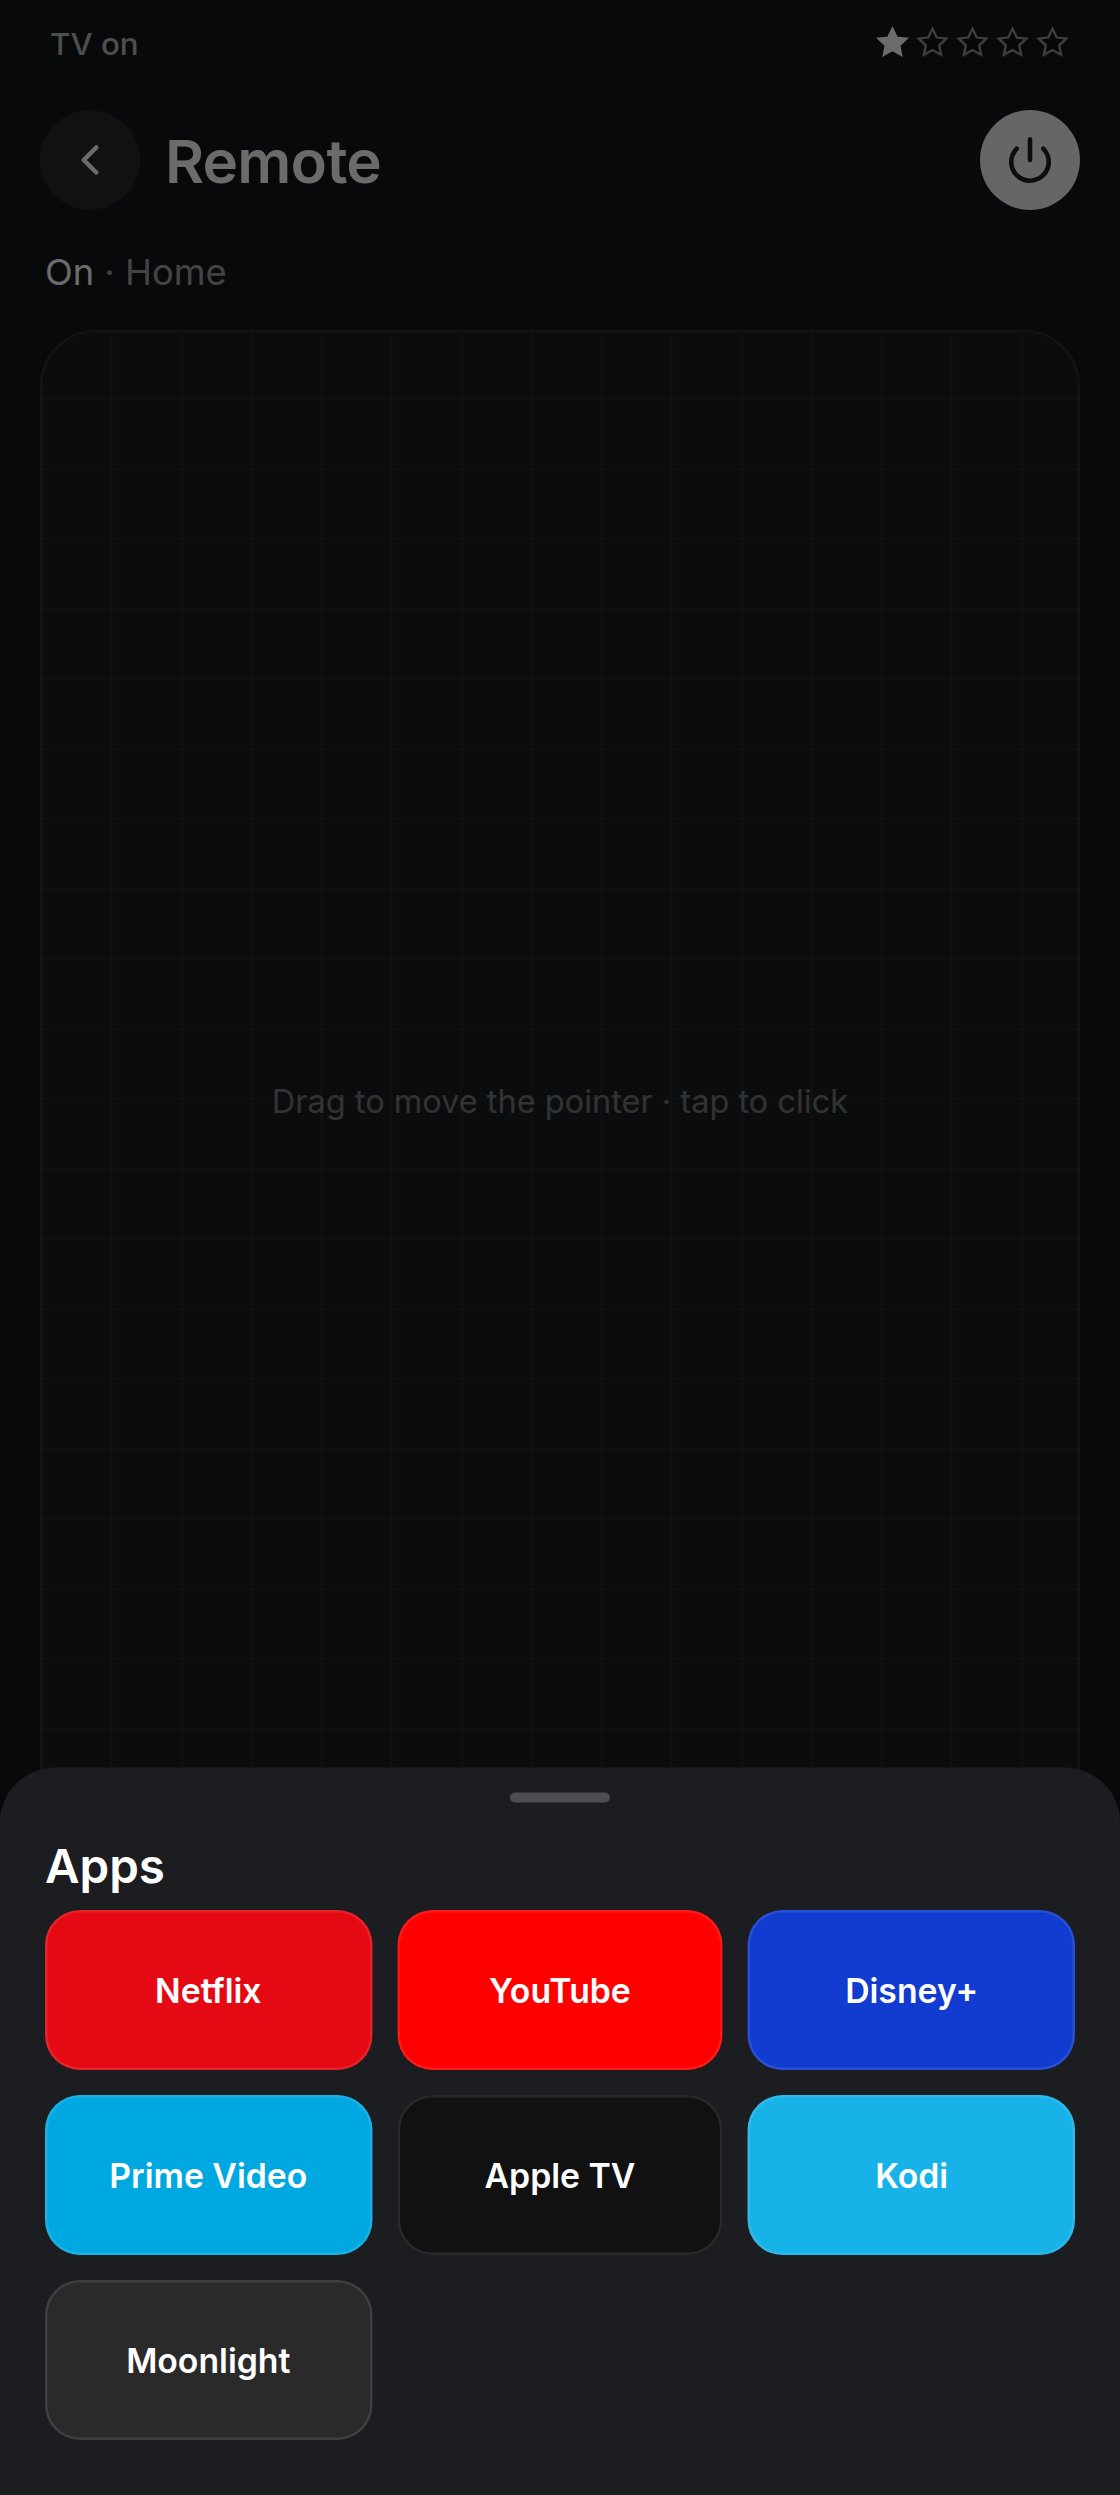 TV on
Remote
On · Home
Drag to move the pointer · tap to click
Apps
Netflix
YouTube
Disney+
Prime Video
Apple TV
Kodi
Moonlight